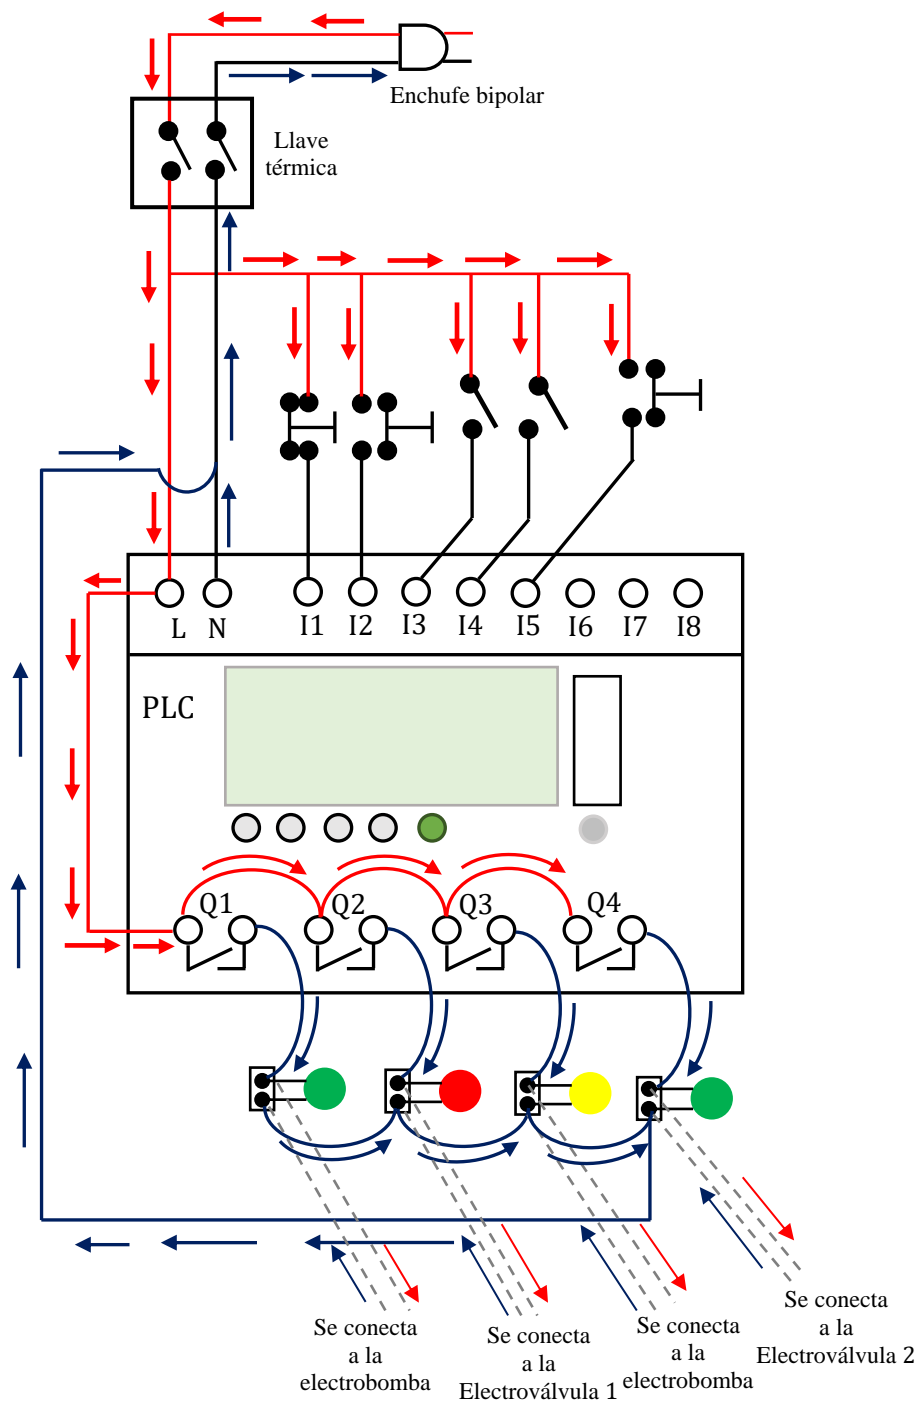 Enchufe bipolar
Llave
térmica
L N I1 I2 I3 I4 I5 I6 I7 I8
PLC
Q1 Q2 Q3 Q4
Se conecta
a la
electrobomba
Se conecta
a la
Electroválvula 1
Se conecta
a la
electrobomba
Se conecta
a la
Electroválvula 2